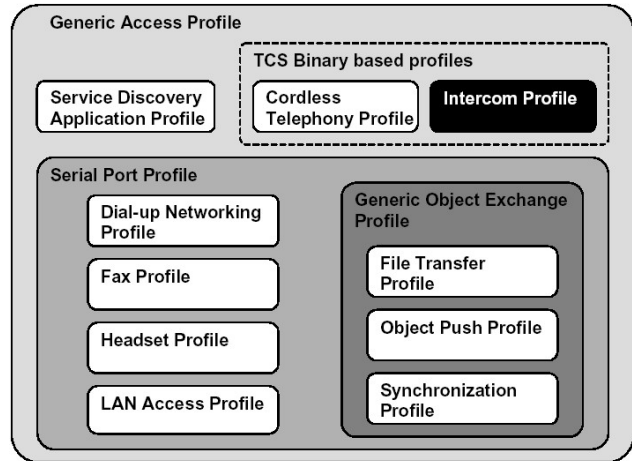 Generic Access Profile
TCS Binary based profiles
Service Discovery
Application Profile
Cordless
Telephony Profile
Intercom Profile
Serial Port Profile
Dial-up Networking
Profile
Fax Profile
Headset Profile
LAN Access Profile
Generic Object Exchange
Profile
File Transfer
Profile
Object Push Profile
Synchronization
Profile